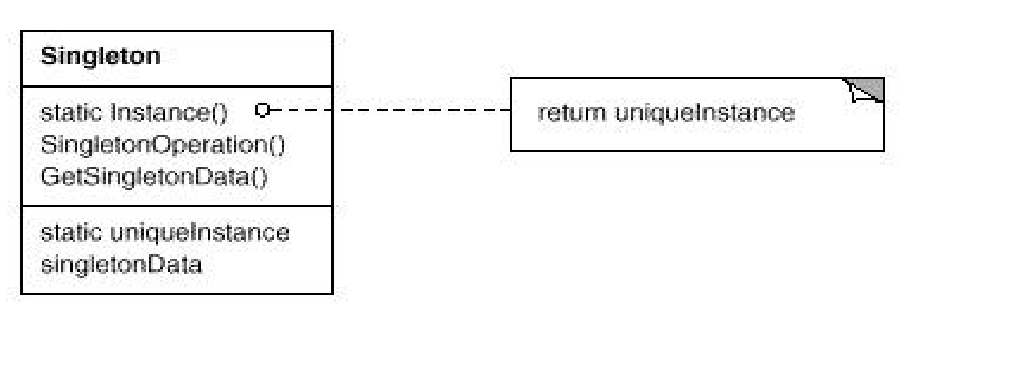 Singleton
static Instance()
SingletonOperation()
GetSingletonData()
static uniqueInstance
singletonData
return uniqueInstance